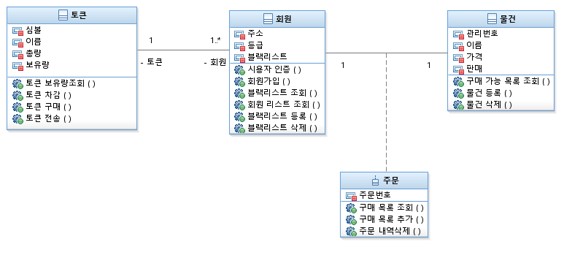 토큰
심볼
이름
총량
보유량
토큰 보유량조회 ( )
토큰 차감 ( )
토큰 구매 ( )
토큰 전송 ( )
1
1..*
- 토큰
- 회원
회원
주소
등급
블랙리스트
시용자 인증 ( )
회원가입 ( )
블랙리스트 조회 ( )
회원 리스트 조회 ( )
블랙리스트 등록 ( )
블랙리스트 삭제 ( )
1
1
물건
관리번호
이름
가격
판매
구매 가능 목록 조회 ( )
물건 등록 ( )
물건 삭제 ( )
주문
주문번호
구매 목록 조회 ( )
구매 목록 추가 ( )
주문 내역삭제 ( )